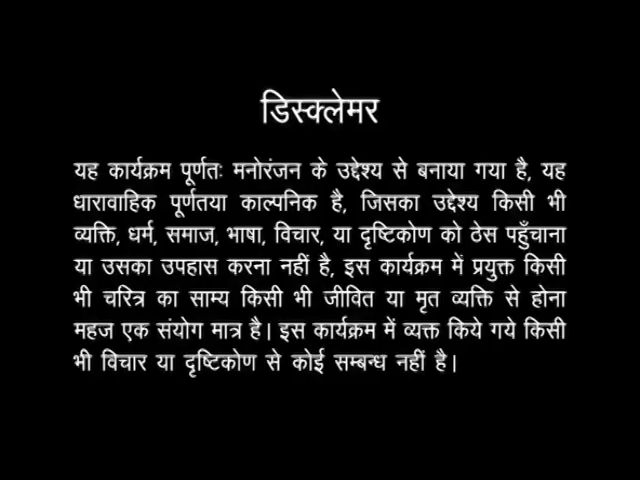 डिस्क्लेमर
यह कार्यक्रम पूर्णतः मनोरंजन के उद्देश्य से बनाया गया है, यह
धारावाहिक पूर्णतया काल्पनिक है, जिसका उद्देश्य किसी भी
व्यक्ति, धर्म, समाज, भाषा, विचार, या दृष्टिकोण को ठेस पहुँचाना
या उसका उपहास करना नहीं है, इस कार्यक्रम में प्रयुक्त किसी
भी चरित्र का साम्य किसी भी जीवित या मृत व्यक्ति से होना
महज एक संयोग मात्र है। इस कार्यक्रम में व्यक्त किये गये किसी
भी विचार या दृष्टिकोण से कोई सम्बन्ध नहीं है।